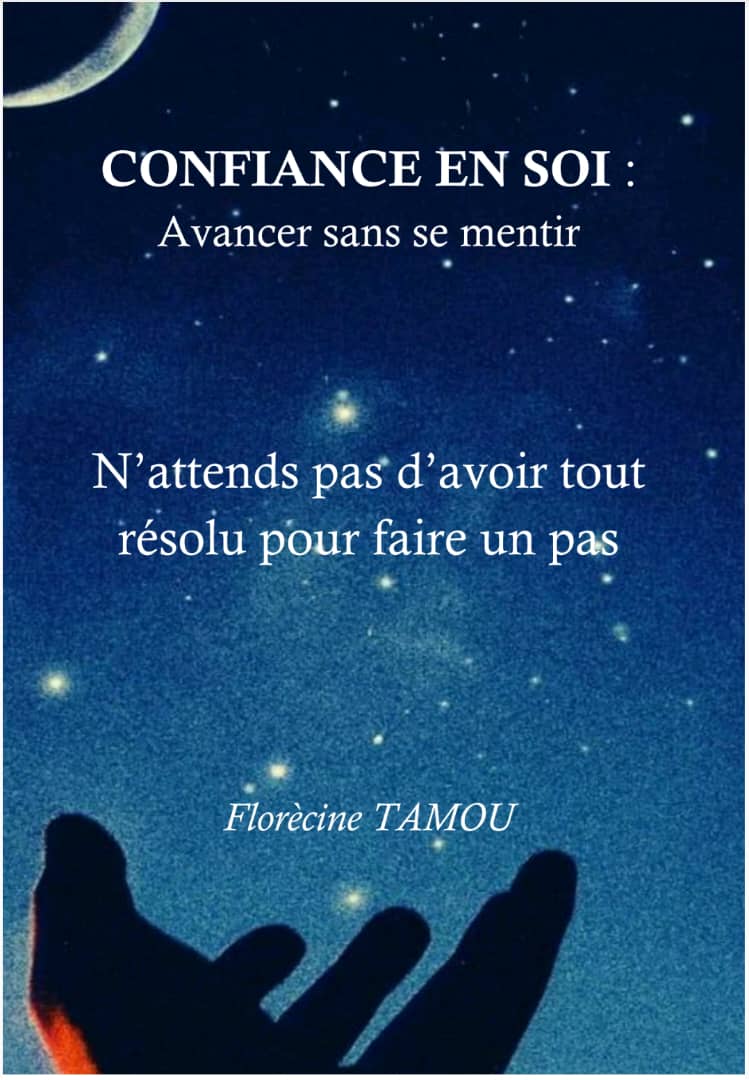 CONFIANCE EN SOI :
Avancer sans se mentir
N’attends pas d’avoir tout
résolu pour faire un pas
Florècine TAMOU